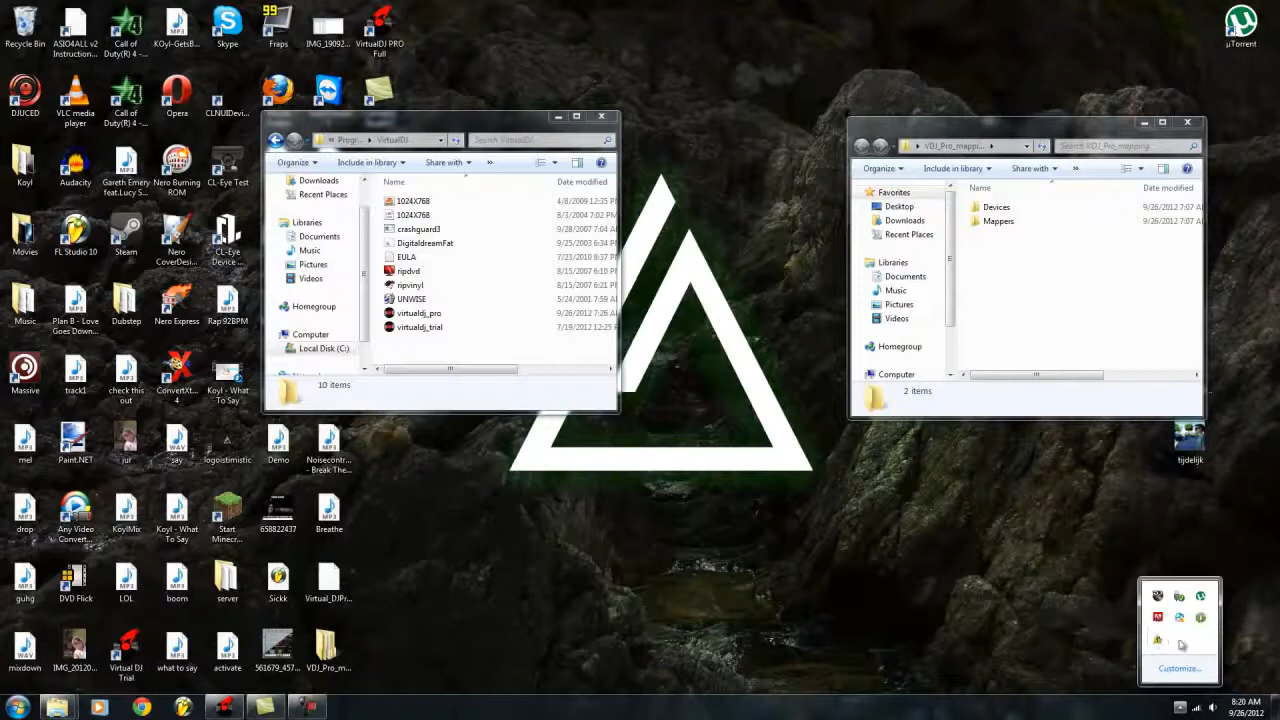 Recycle Bin
ASIO4ALL v2 Instruction...
Call of Duty(R) 4 -...
KOyl-GetsB...
Skype
99
Fraps
IMG_19092...
VirtualDJ PRO Full
µTorrent
DJUCED
VLC media player
Call of Duty(R) 4 -...
Opera
CLNUIDevi...
Koyl
Audacity
Gareth Emery feat.Lucy S...
Nero Burning ROM
CL-Eye Test
Movies
FL Studio 10
Steam
Nero CoverDesi...
CL-Eye Device ...
Music
Plan B - Love Goes Down...
Dubstep
Nero Express
Rap 92BPM
Massive
track1
check this out
ConvertXt... 4
Koyl - What To Say
mel
Paint.NET
jur
say
logoistimistic
Demo
Noisecontr... - Break The...
drop
Any Video Convert...
KoylMix
Koyl - What To Say
Start Minecr...
658822437
Breathe
guhg
DVD Flick
LOL
boom
server
Sickk
Virtual_DJPr...
mixdown
IMG_20120...
Virtual DJ Trial
what to say
activate
561679_457...
VDJ_Pro_m...
tijdelijk
« Progr... VirtualDJ
Search VirtualDJ
Organize
Include in library
Share with
»
Downloads
Recent Places
Libraries
Documents
Music
Pictures
Videos
Homegroup
Computer
Local Disk (C:)
Name
Date modified
1024X768
4/8/2009 12:35 P
1024X768
8/3/2004 7:02 PM
crashguard3
9/28/2007 7:04 A
DigitaldreamFat
9/25/2003 6:34 P
EULA
7/23/2010 8:37 P
ripdvd
8/15/2007 6:10 P
ripvinyl
8/15/2007 6:21 P
UNWISE
5/24/2001 7:59 A
virtualdj_pro
9/26/2012 7:26 A
virtualdj_trial
7/19/2012 12:25 P
10 items
VDJ_Pro_mappi...
Search VDJ_Pro_mapping
Organize
Include in library
Share with
»
Favorites
Desktop
Downloads
Recent Places
Libraries
Documents
Music
Pictures
Videos
Homegroup
Computer
Name
Date modified
Devices
9/26/2012 7:07 A
Mappers
9/26/2012 7:07 A
2 items
Customize...
8:20 AM
9/26/2012